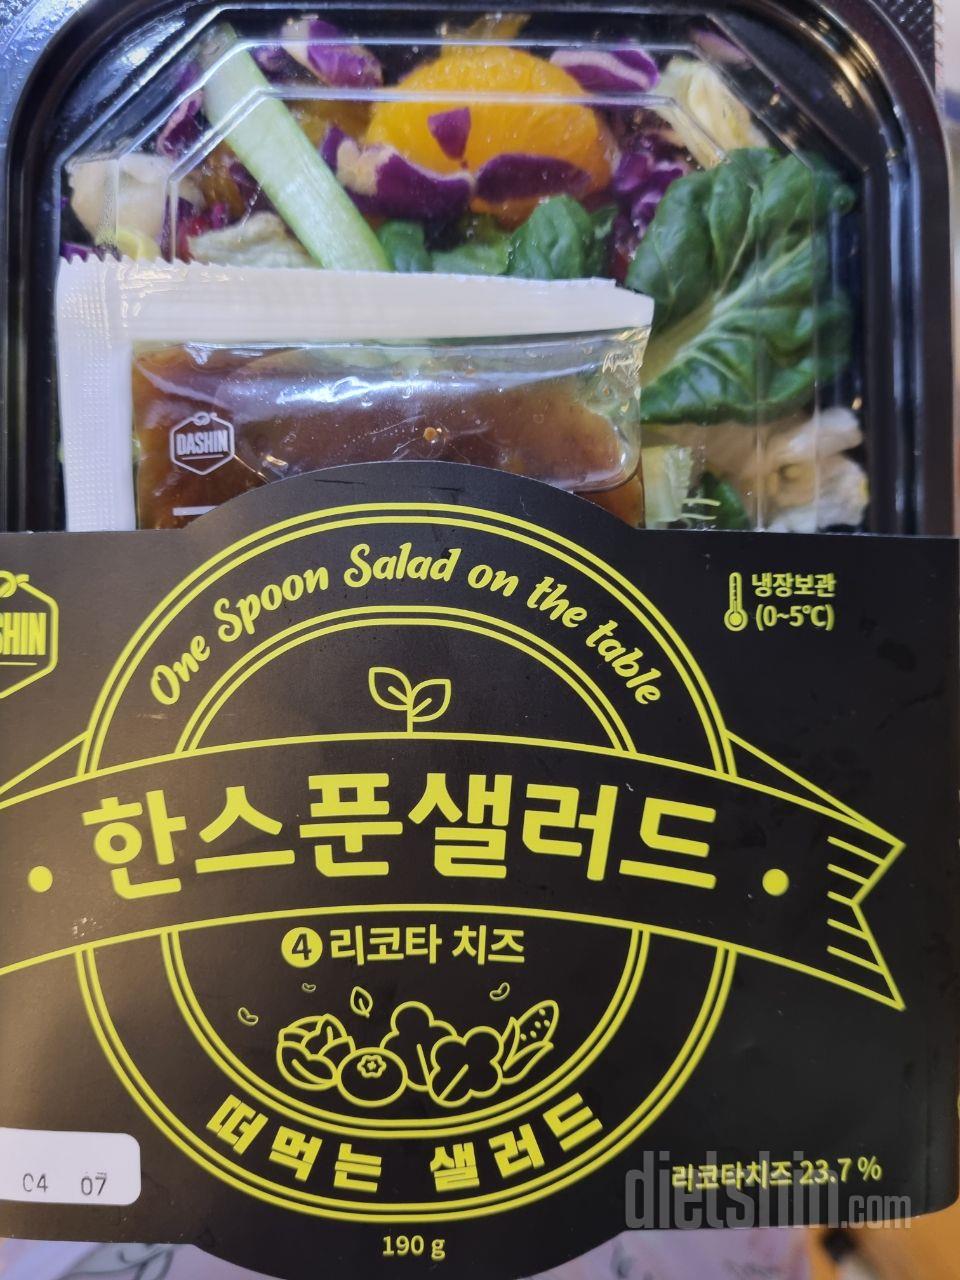 DASHIN
One Spoon Salad on the table
냉장보관
(0~5℃)
한스푼샐러드
4 리코타 치즈
떠먹는 샐러드
리코타치즈 23.7 %
04 07
190 g
dietshin.com